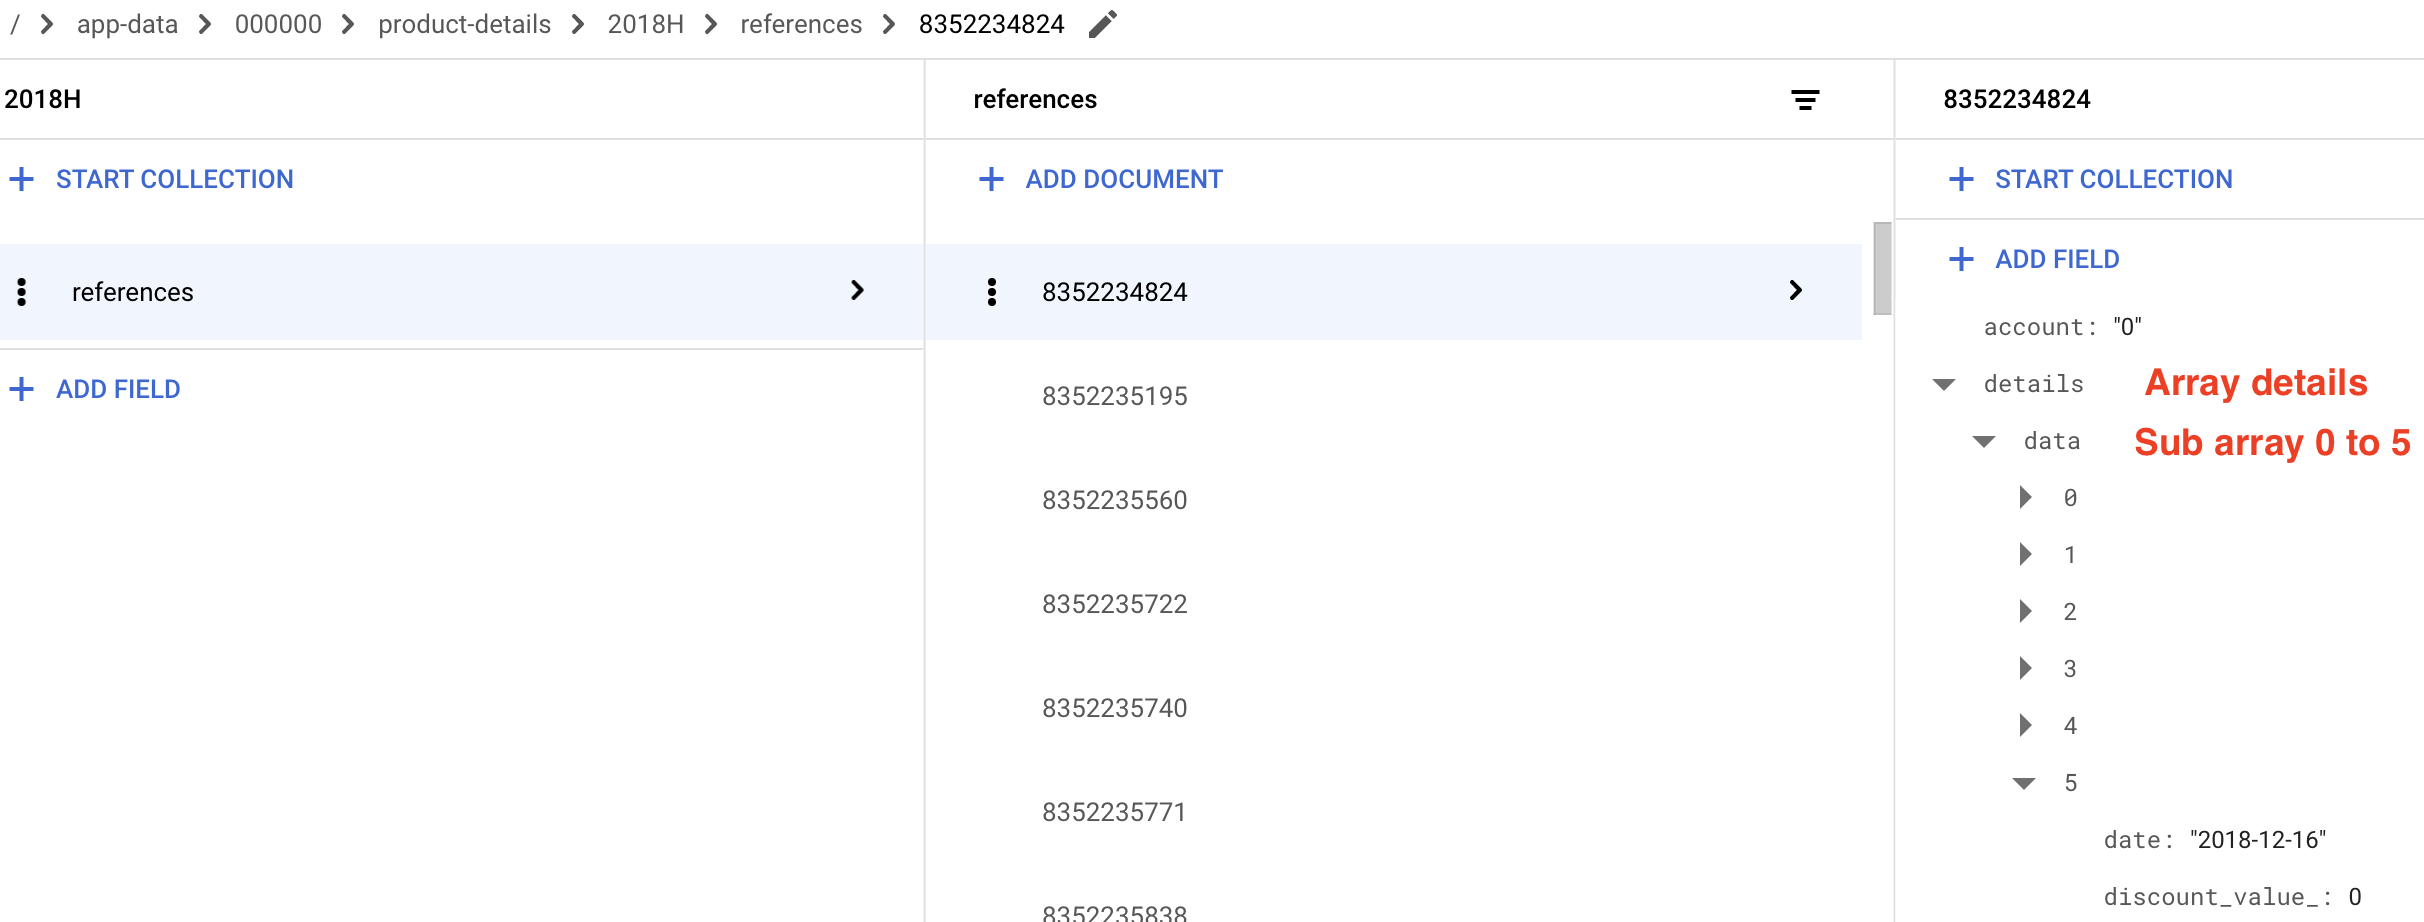 / app-data 000000 product-details 2018H references 8352234824
2018H
START COLLECTION
references
ADD FIELD
references
ADD DOCUMENT
8352234824
8352235195
8352235560
8352235722
8352235740
8352235771
8352235838
8352234824
START COLLECTION
ADD FIELD
account: "0"
details Array details
data Sub array 0 to 5
0
1
2
3
4
5
date: "2018-12-16"
discount_value_: 0